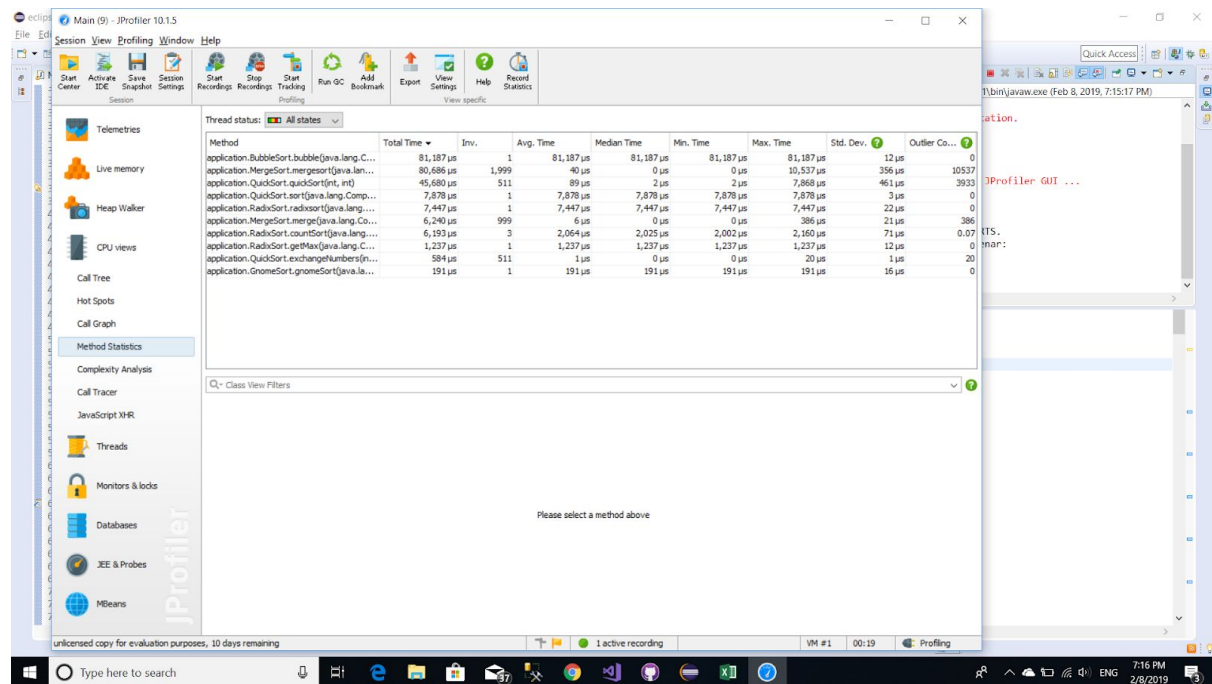 eclips
Main (9) - JProfiler 10.1.5
File Edi
Session View Profiling Window Help
Quick Access
Start Center
Activate IDE
Save Snapshot
Session Settings
Start Recordings
Stop Recordings
Start Tracking
Run GC
Add Bookmark
Export
View Settings
Help
Record Statistics
Session
Profiling
View specific
1\bin\javaw.exe (Feb 8, 2019, 7:15:17 PM)
ation.
JProfiler GUI ...
RTS.
enar:
Telemetries
Live memory
Heap Walker
CPU views
Call Tree
Hot Spots
Call Graph
Method Statistics
Complexity Analysis
Call Tracer
JavaScript XHR
Threads
Monitors & locks
Databases
JEE & Probes
MBeans
JProfiler
Thread status: All states
Method Total Time Inv. Avg. Time Median Time Min. Time Max. Time Std. Dev. Outlier Co...
application.BubbleSort.bubble(java.lang.C... 81,187 µs 1 81,187 µs 81,187 µs 81,187 µs 81,187 µs 12 µs 0
application.MergeSort.mergesort(java.lan... 80,686 µs 1,999 40 µs 0 µs 0 µs 10,537 µs 356 µs 10537
application.QuickSort.quickSort(int, int) 45,680 µs 511 89 µs 2 µs 2 µs 7,868 µs 461 µs 3933
application.QuickSort.sort(java.lang.Comp... 7,878 µs 1 7,878 µs 7,878 µs 7,878 µs 7,878 µs 3 µs 0
application.RadixSort.radixsort(java.lang.... 7,447 µs 1 7,447 µs 7,447 µs 7,447 µs 7,447 µs 22 µs 0
application.MergeSort.merge(java.lang.Co... 6,240 µs 999 6 µs 0 µs 0 µs 386 µs 21 µs 386
application.RadixSort.countSort(java.lang.... 6,193 µs 3 2,064 µs 2,025 µs 2,002 µs 2,160 µs 71 µs 0.07
application.RadixSort.getMax(java.lang.C... 1,237 µs 1 1,237 µs 1,237 µs 1,237 µs 1,237 µs 12 µs 0
application.QuickSort.exchangeNumbers(in... 584 µs 511 1 µs 0 µs 0 µs 20 µs 1 µs 20
application.GnomeSort.gnomeSort(java.la... 191 µs 1 191 µs 191 µs 191 µs 191 µs 16 µs 0
Class View Filters
Please select a method above
unlicensed copy for evaluation purposes, 10 days remaining
1 active recording
VM #1
00:19
Profiling
Type here to search
37
ENG
7:16 PM
2/8/2019
3